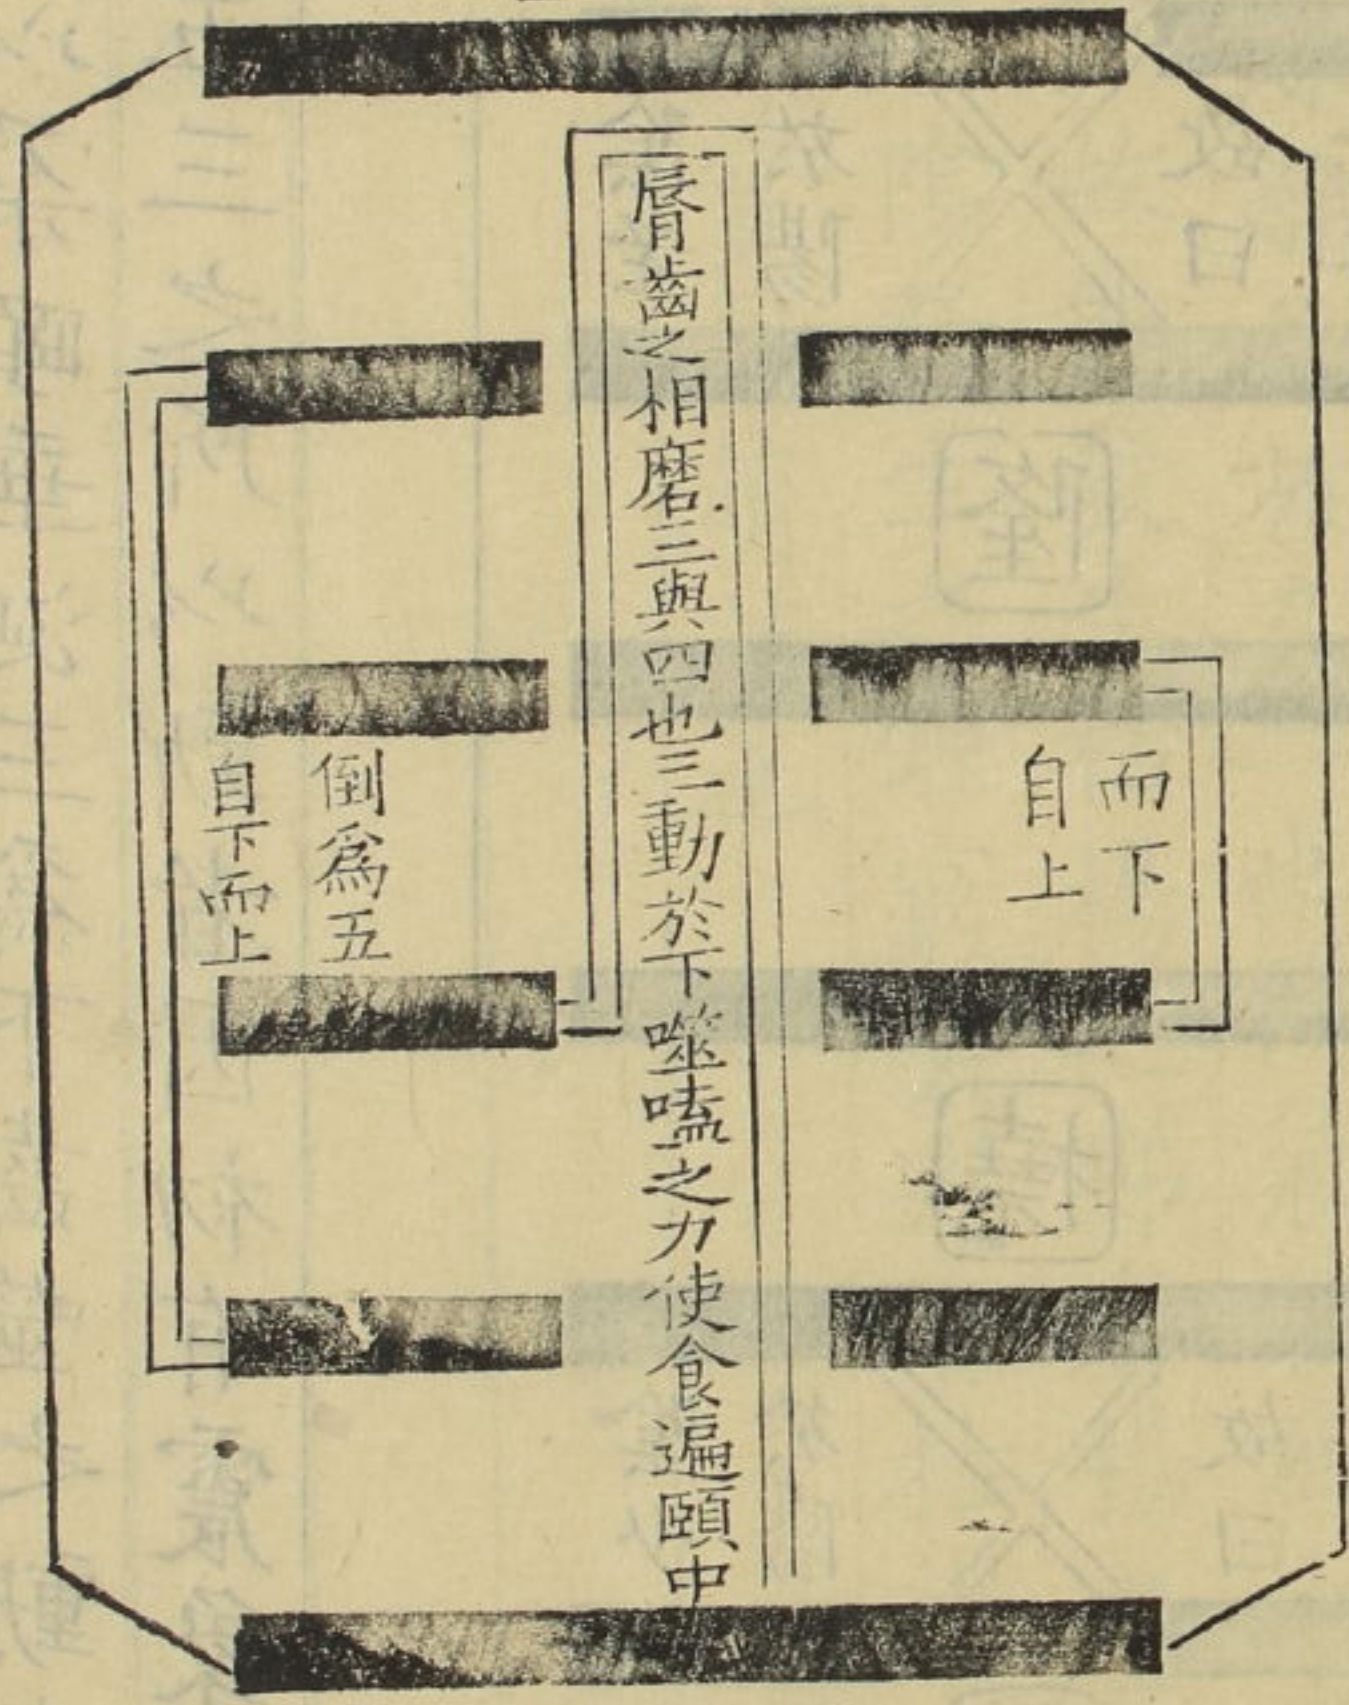 而下
自上
脣齒之相磨三與四也三動於下噬嗑之力使食遍頤中
倒爲五
自下而上